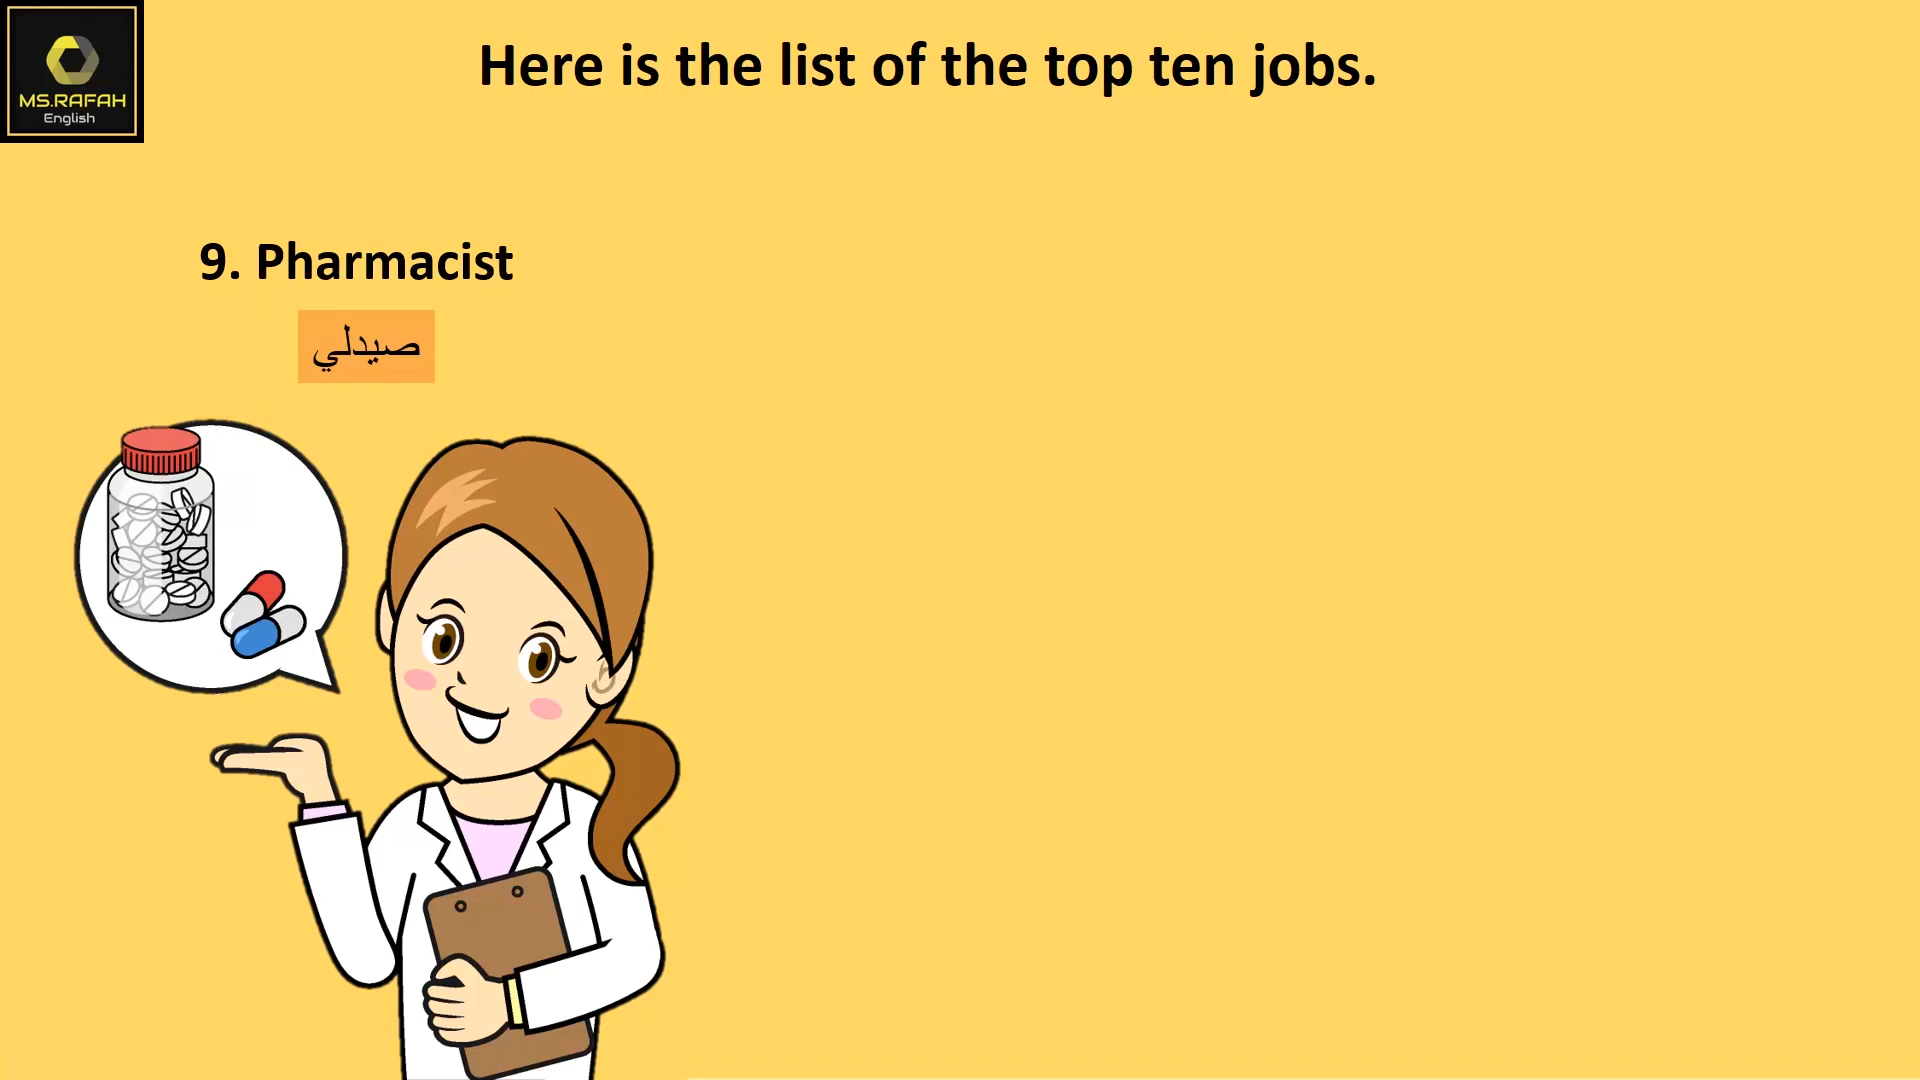 MS.RAFAH
English
Here is the list of the top ten jobs.
9. Pharmacist
صيدلي